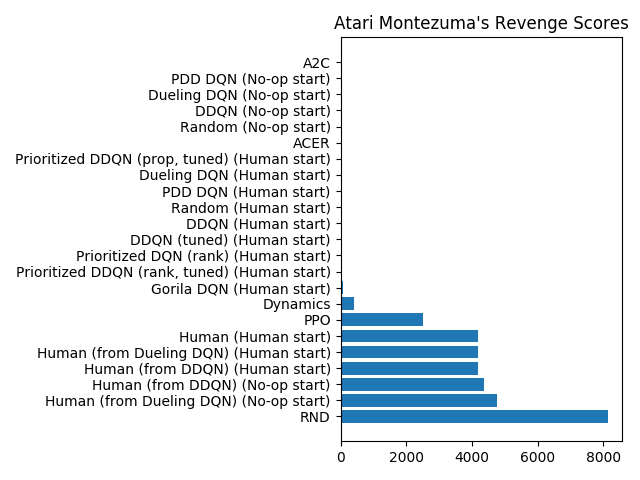 Atari Montezuma's Revenge Scores
A2C
PDD DQN (No-op start)
Dueling DQN (No-op start)
DDQN (No-op start)
Random (No-op start)
ACER
Prioritized DDQN (prop, tuned) (Human start)
Dueling DQN (Human start)
PDD DQN (Human start)
Random (Human start)
DDQN (Human start)
DDQN (tuned) (Human start)
Prioritized DQN (rank) (Human start)
Prioritized DDQN (rank, tuned) (Human start)
Gorila DQN (Human start)
Dynamics
PPO
Human (Human start)
Human (from Dueling DQN) (Human start)
Human (from DDQN) (Human start)
Human (from DDQN) (No-op start)
Human (from Dueling DQN) (No-op start)
RND
0 2000 4000 6000 8000